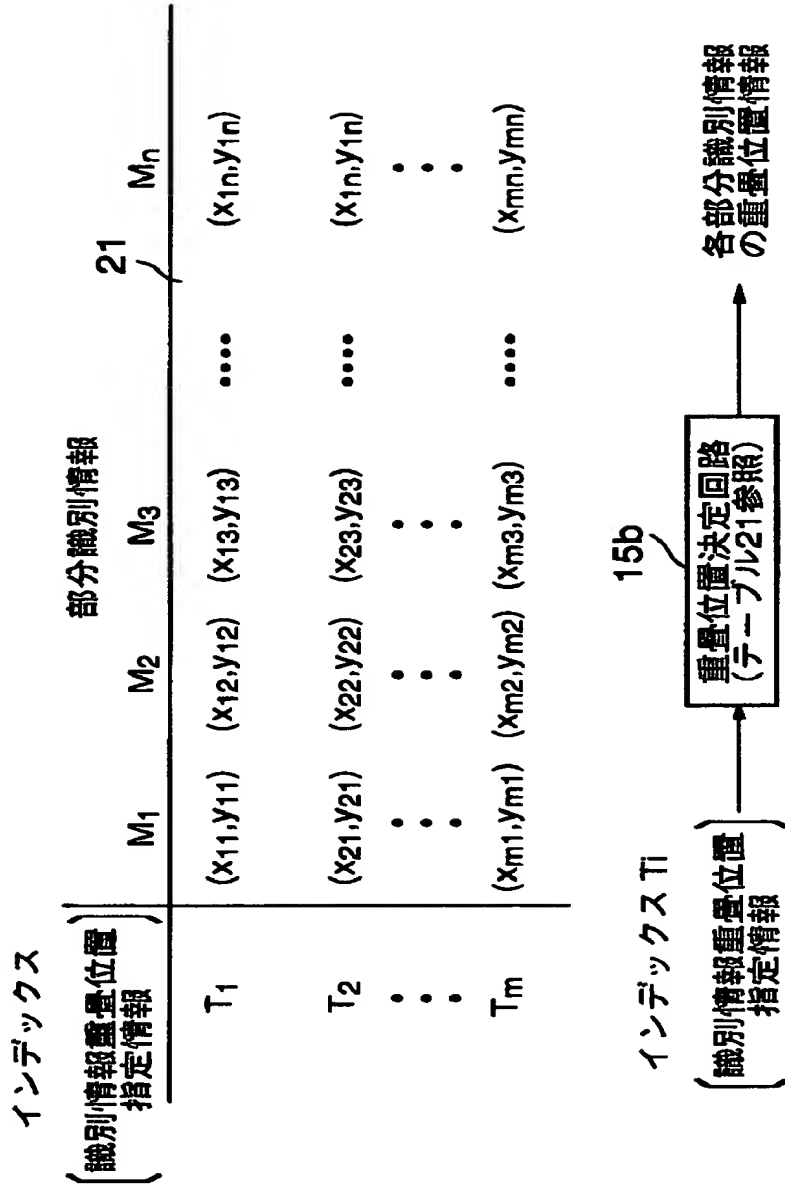 インデックス
識別情報重畳位置
指定情報
部分識別情報
M1 M2 M3 Mn
21
T1 (x11,y11) (x12,y12) (x13,y13) •••• (x1n,y1n)
T2 (x21,y21) (x22,y22) (x23,y23) •••• (x1n,y1n)
Tm (xm1,ym1) (xm2,ym2) (xm3,ym3) •••• (xmn,ymn)
インデックス Ti
識別情報重畳位置
指定情報
15b
重畳位置決定回路
(テーブル21参照)
各部分識別情報
の重畳位置情報